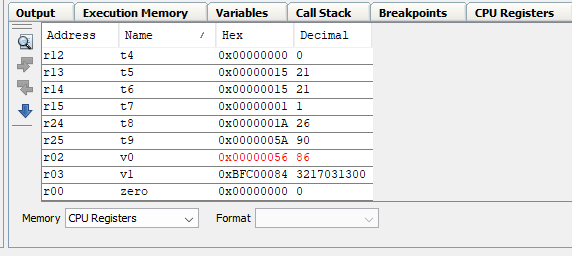 Output Execution Memory Variables Call Stack Breakpoints CPU Registers
Address Name / Hex Decimal
r12 t4 0x00000000 0
r13 t5 0x00000015 21
r14 t6 0x00000015 21
r15 t7 0x00000001 1
r24 t8 0x0000001A 26
r25 t9 0x0000005A 90
r02 v0 0x00000056 86
r03 v1 0xBFC00084 3217031300
r00 zero 0x00000000 0
Memory CPU Registers Format